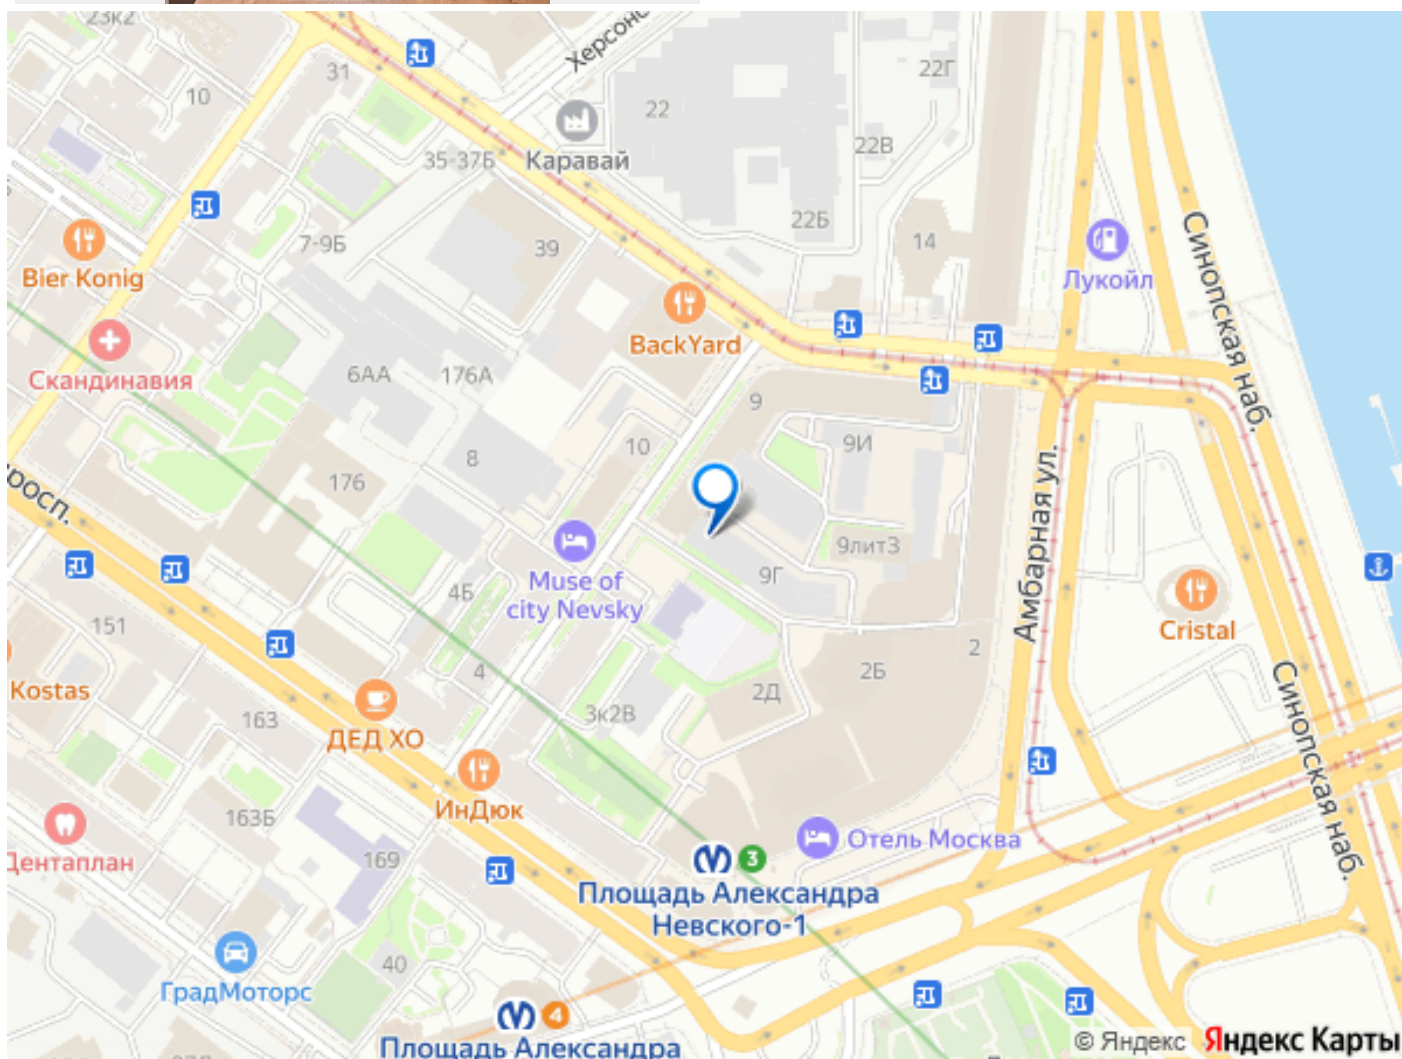 23к2
Херсонс
22Г
31
10
22
Каравай
35-37Б
22В
22Б
14
7-9Б
39
Bier Konig
Лукойл
Синопская наб.
BackYard
Скандинавия
6АА
176А
9
10
9И
8
176
росп.
9лит3
Muse of
city Nevsky
9Г
4Б
Амбарная ул.
Cristal
151
2
2Б
Kostas
4
2Д
163
3к2В
ДЕД ХО
Синопская наб.
ИнДюк
163Б
Отель Москва
Дентаплан
169
3
Площадь Александра
Невского-1
40
ГрадМоторс
4
Площадь Александра
© Яндекс
Яндекс Карты